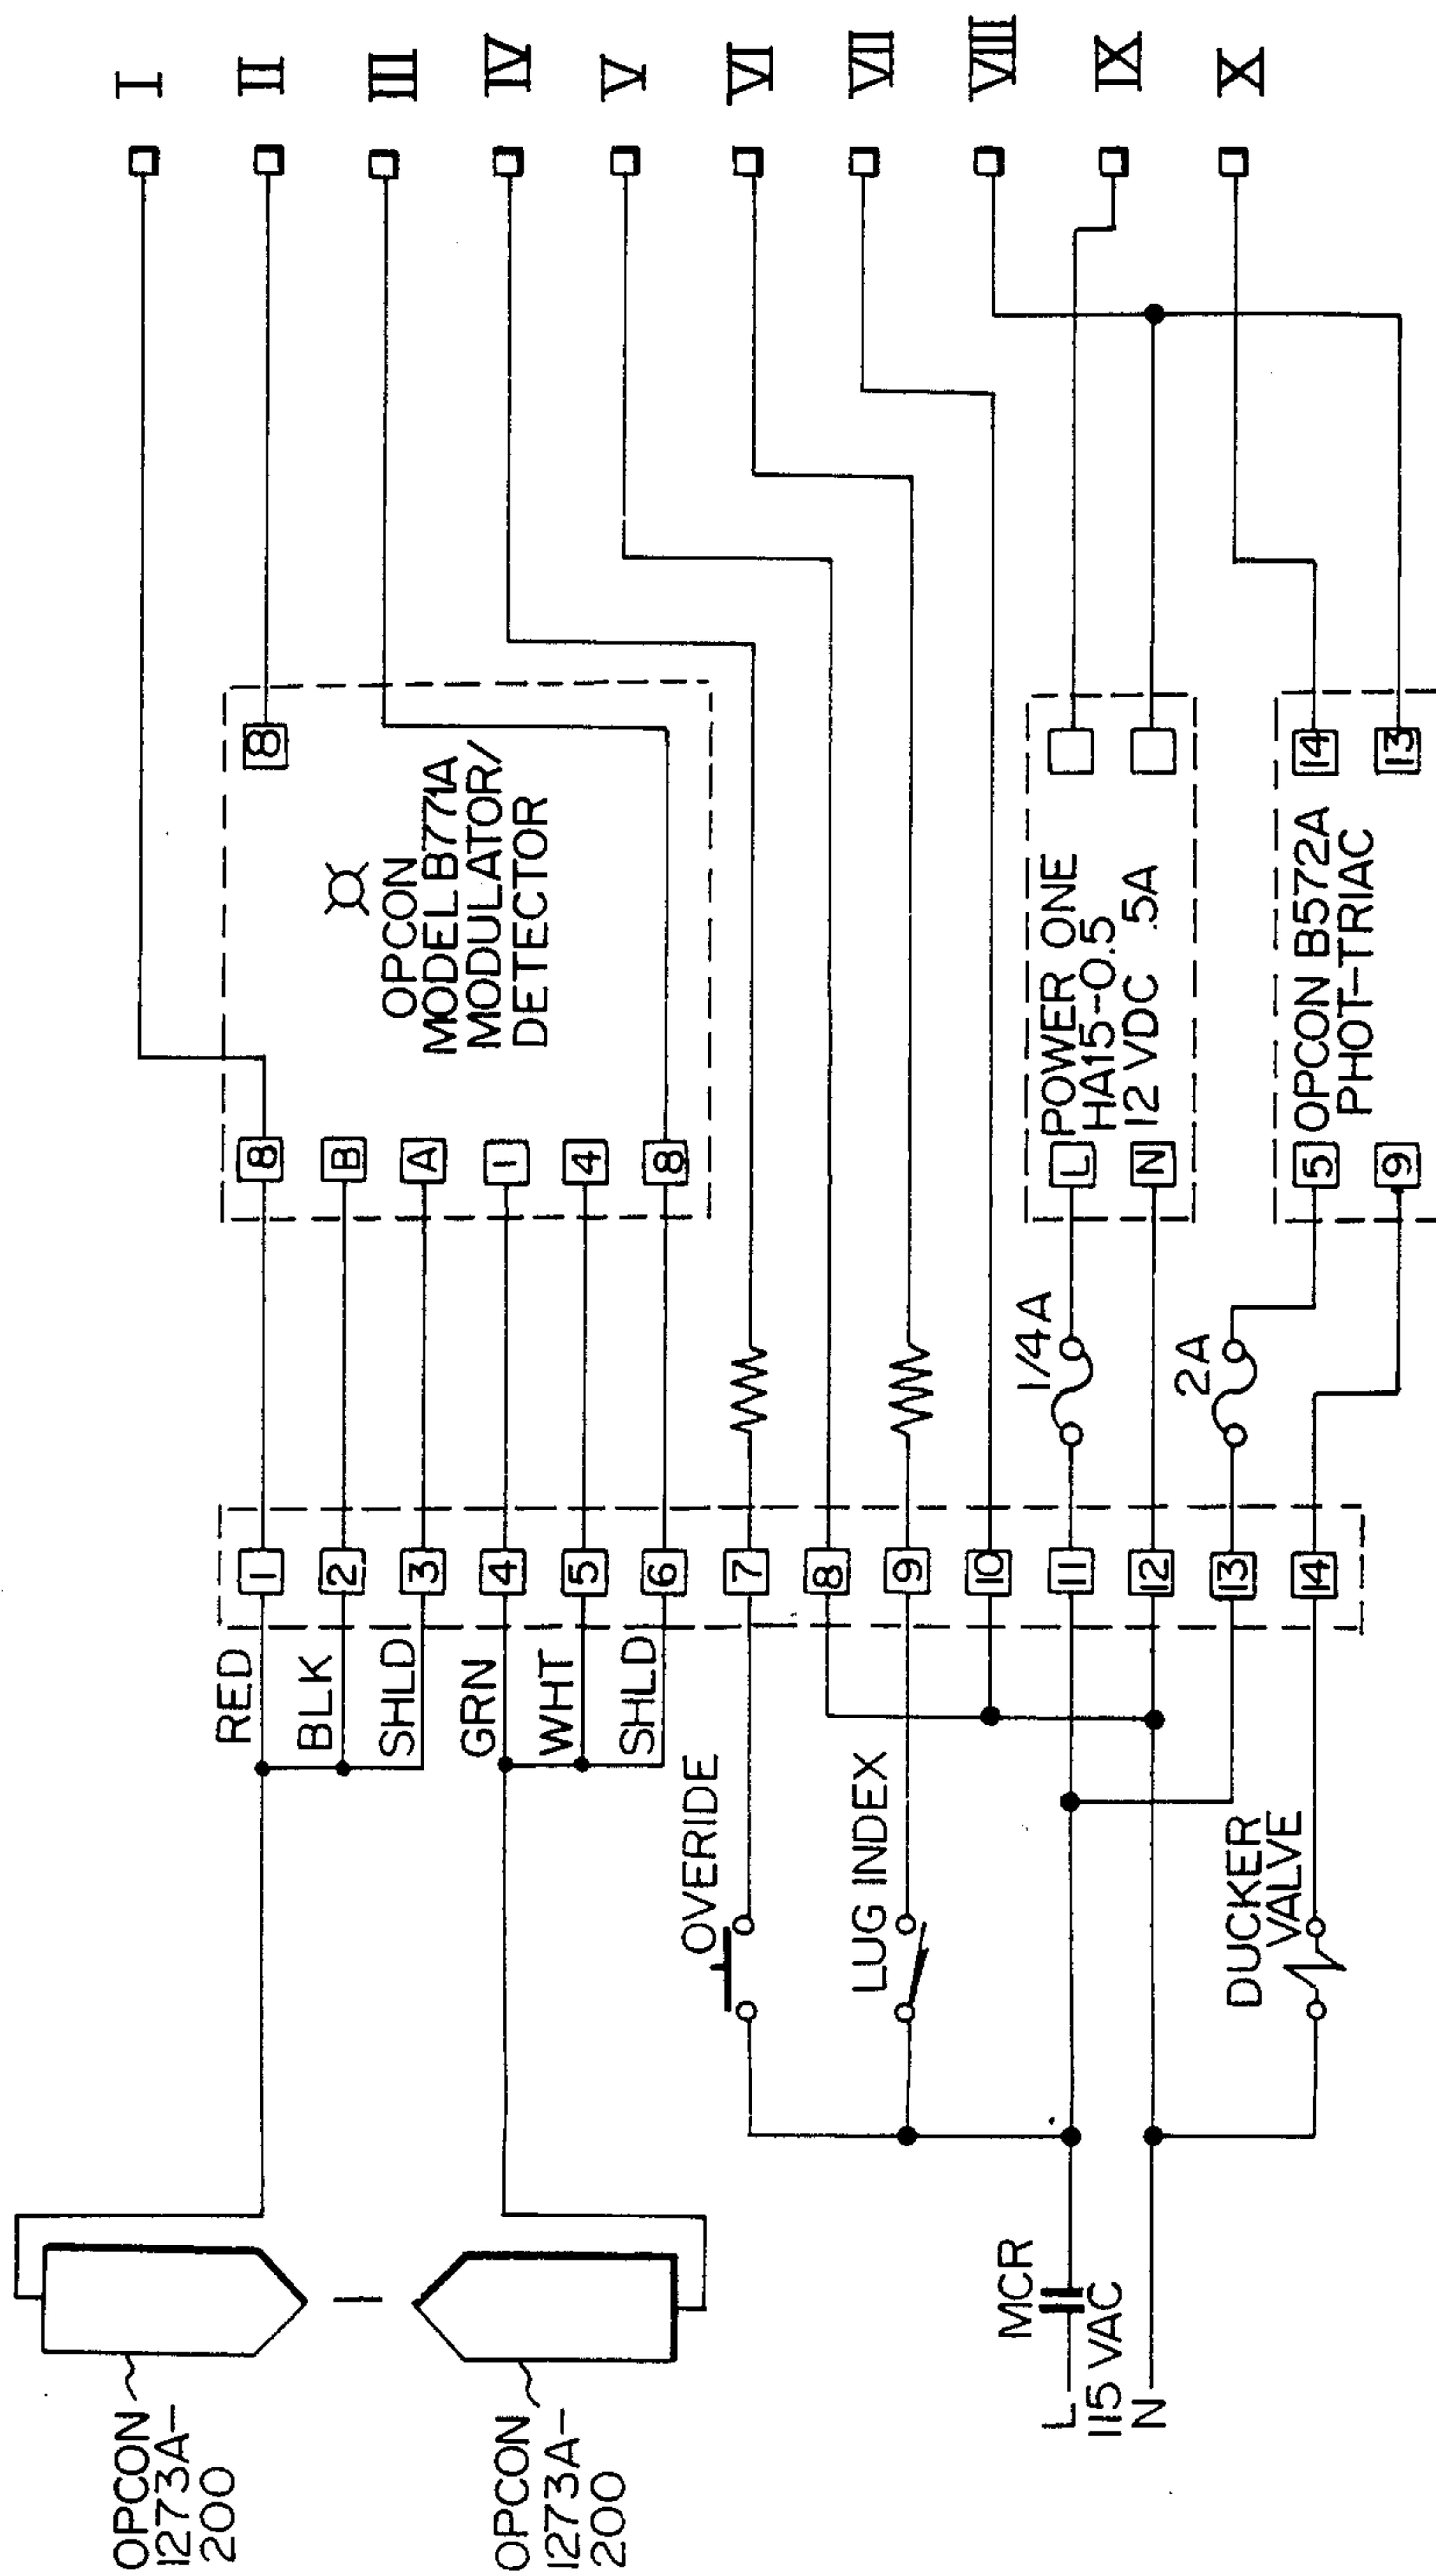 I
II
III
IV
V
VI
VII
VIII
IX
X
8
OPCON
MODEL B771A
MODULATOR/
DETECTOR
8
B
A
1
4
8
POWER ONE
HA15-0.5
12 VDC .5A
L
N
14
13
OPCON B572A
PHOT-TRIAC
5
9
1/4A
2A
1
2
3
4
5
6
7
8
9
10
11
12
13
14
RED
BLK
SHLD
GRN
WHT
SHLD
OVERIDE
LUG INDEX
DUCKER
VALVE
MCR
L
115 VAC
N
OPCON
1273A-
200
OPCON
1273A-
200